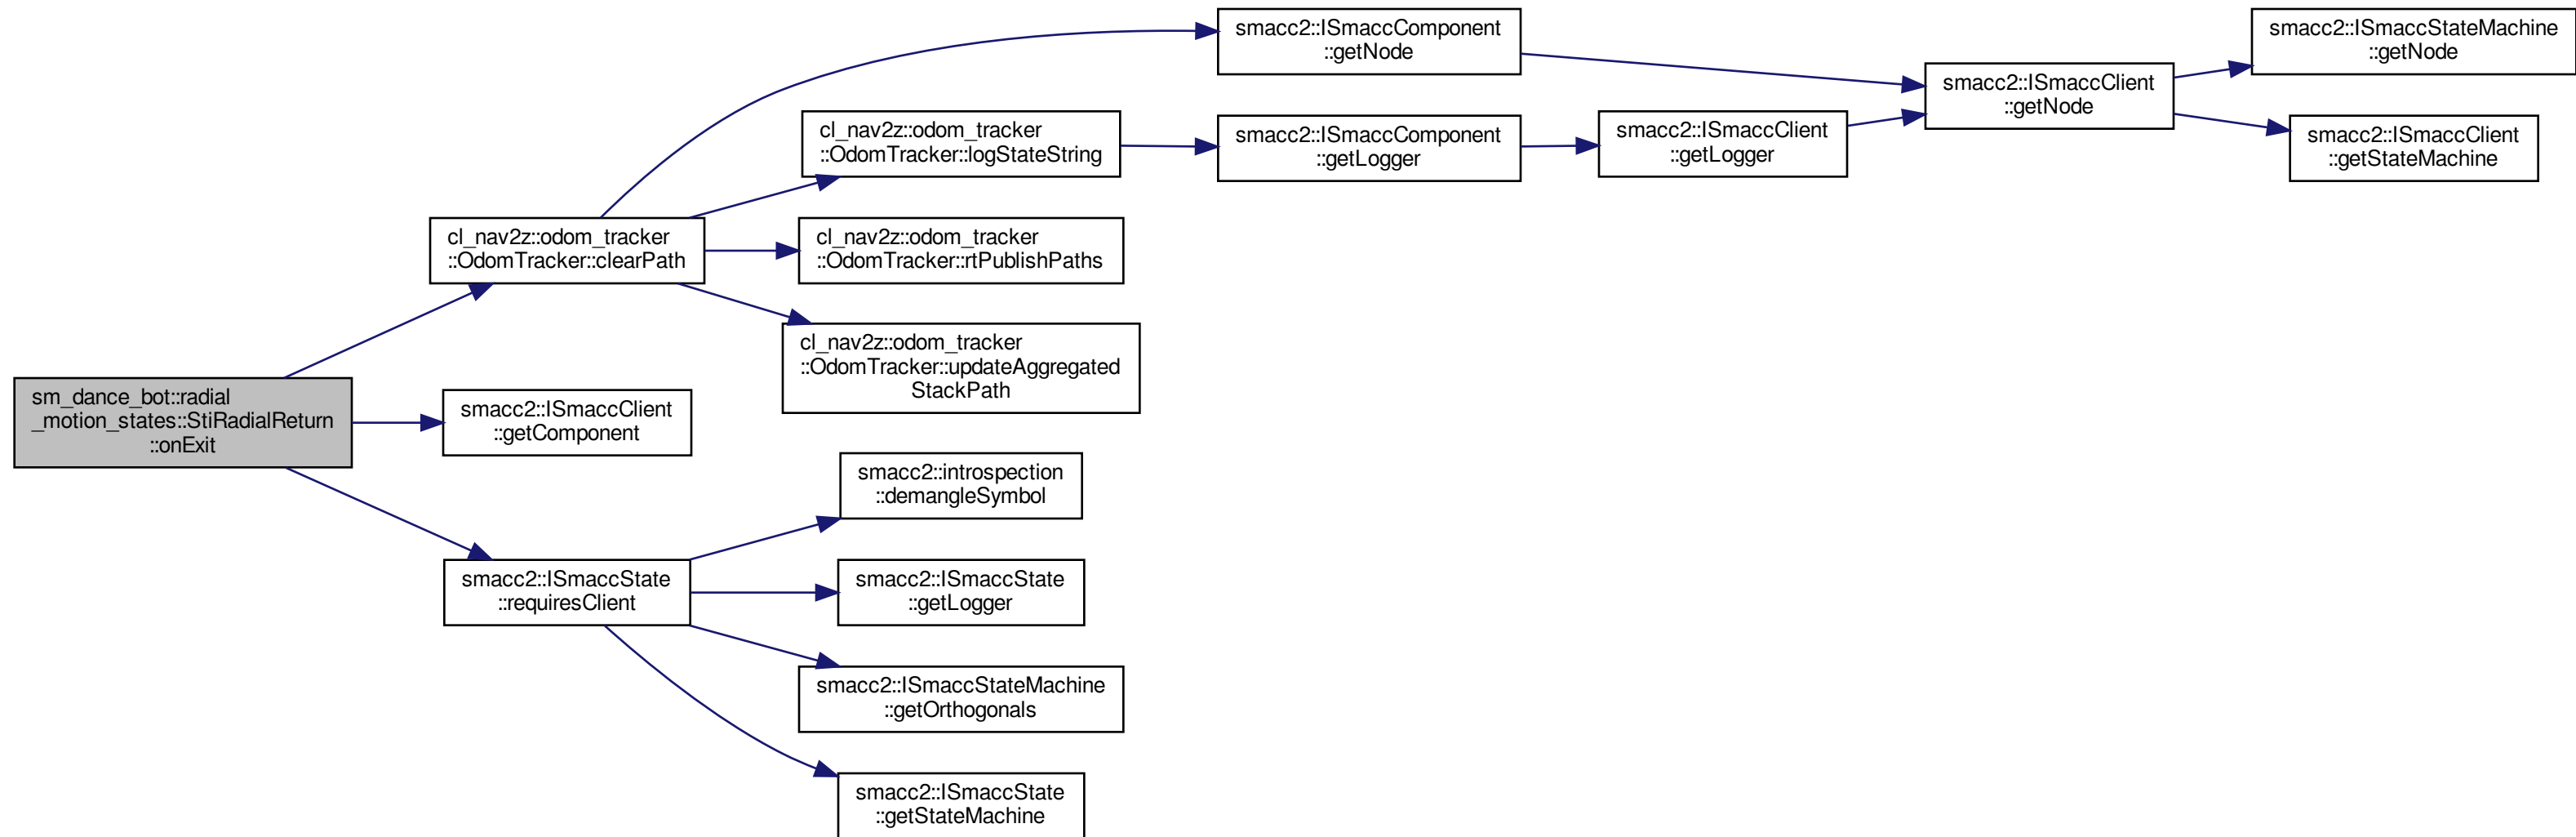 sm_dance_bot::radial
_motion_states::StiRadialReturn
::onExit
cl_nav2z::odom_tracker
::OdomTracker::clearPath
smacc2::ISmaccClient
::getComponent
smacc2::ISmaccState
::requiresClient
smacc2::ISmaccComponent
::getNode
cl_nav2z::odom_tracker
::OdomTracker::logStateString
cl_nav2z::odom_tracker
::OdomTracker::rtPublishPaths
cl_nav2z::odom_tracker
::OdomTracker::updateAggregated
StackPath
smacc2::ISmaccComponent
::getLogger
smacc2::ISmaccClient
::getLogger
smacc2::ISmaccClient
::getNode
smacc2::ISmaccStateMachine
::getNode
smacc2::ISmaccClient
::getStateMachine
smacc2::introspection
::demangleSymbol
smacc2::ISmaccState
::getLogger
smacc2::ISmaccStateMachine
::getOrthogonals
smacc2::ISmaccState
::getStateMachine